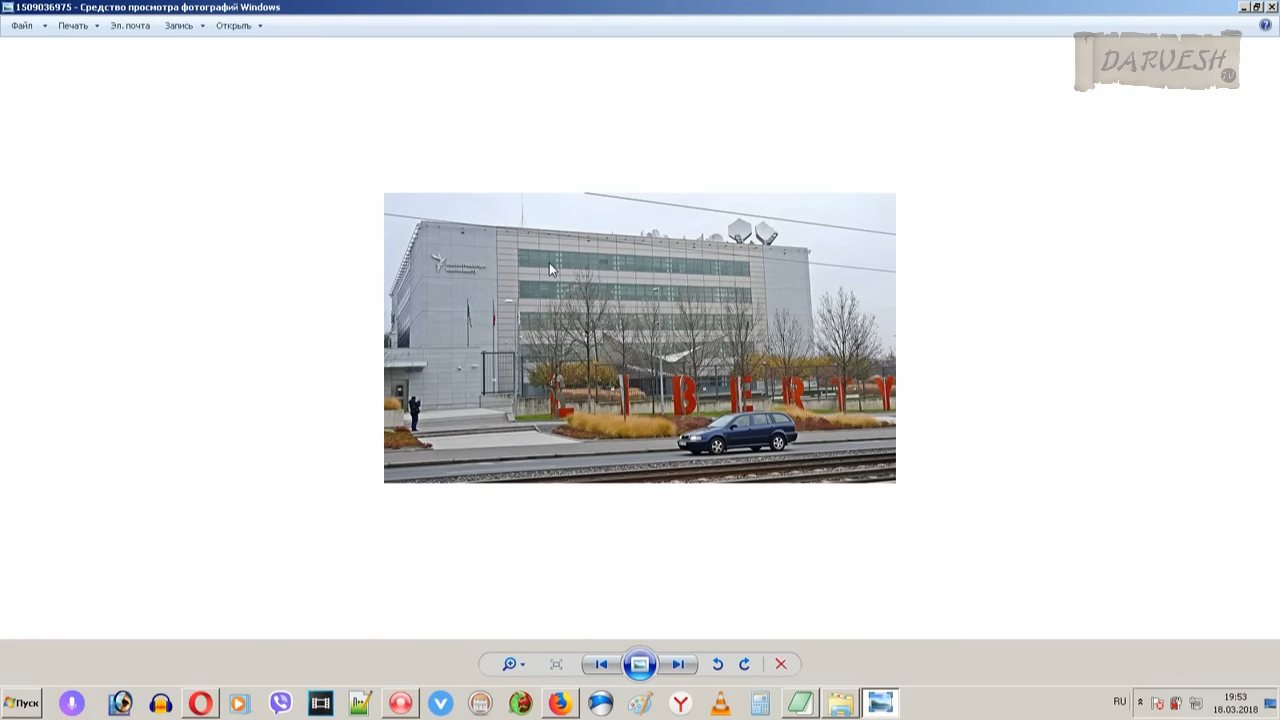 1509036975 - Средство просмотра фотографий Windows
Файл Печать Эл. почта Запись Открыть
DARVESH
TV
LIBERTY
Пуск
RU
19:53
18.03.2018